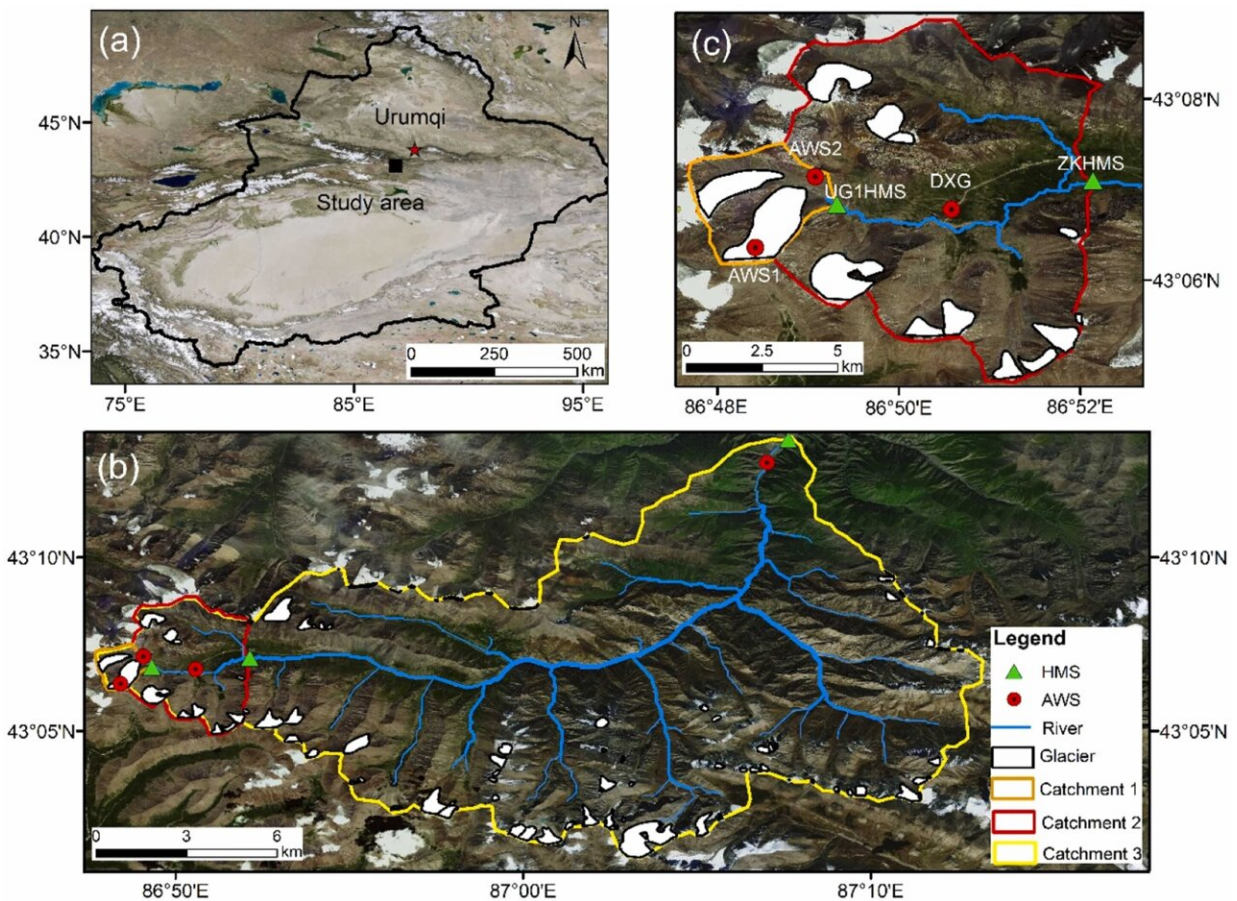 (a)
N
45°N
Urumqi
Study area
40°N
35°N
0 250 500
km
75°E 85°E 95°E
(c)
43°08'N
AWS2
ZKHMS
DXG
UG1HMS
AWS1
43°06'N
0 2.5 5
km
86°48'E 86°50'E 86°52'E
(b)
43°10'N 43°10'N
43°05'N 43°05'N
Legend
HMS
AWS
River
Glacier
Catchment 1
Catchment 2
Catchment 3
0 3 6
km
86°50'E 87°00'E 87°10'E